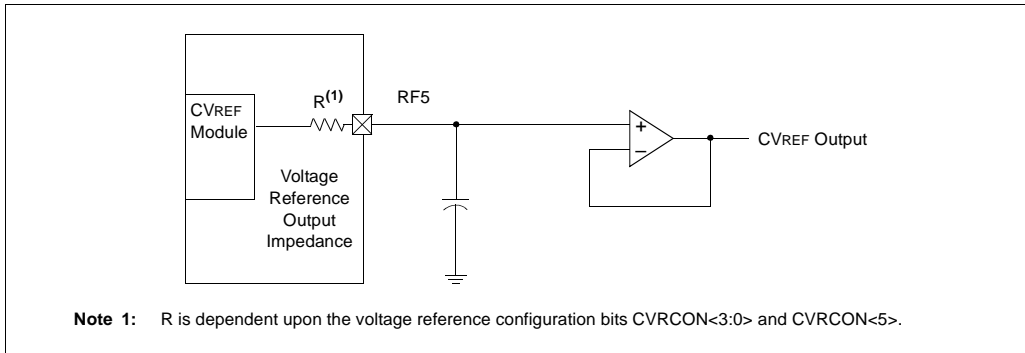 CVREF
Module
R(1)
RF5
Voltage
Reference
Output
Impedance
+
–
CVREF Output
Note 1: R is dependent upon the voltage reference configuration bits CVRCON<3:0> and CVRCON<5>.